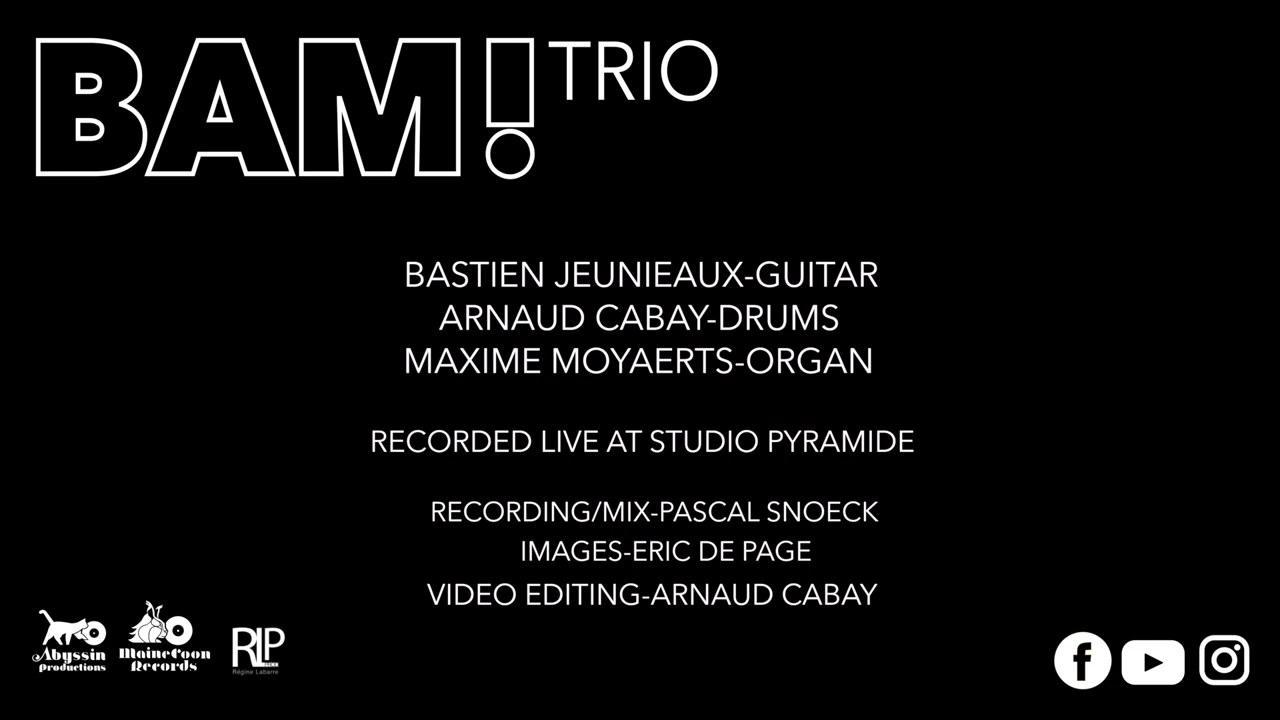 BAM! TRIO
BASTIEN JEUNIEAUX-GUITAR
ARNAUD CABAY-DRUMS
MAXIME MOYAERTS-ORGAN
RECORDED LIVE AT STUDIO PYRAMIDE
RECORDING/MIX-PASCAL SNOECK
IMAGES-ERIC DE PAGE
VIDEO EDITING-ARNAUD CABAY
Abyssin
Productions
MaineCoon
Records
RLP
Régine Labarre